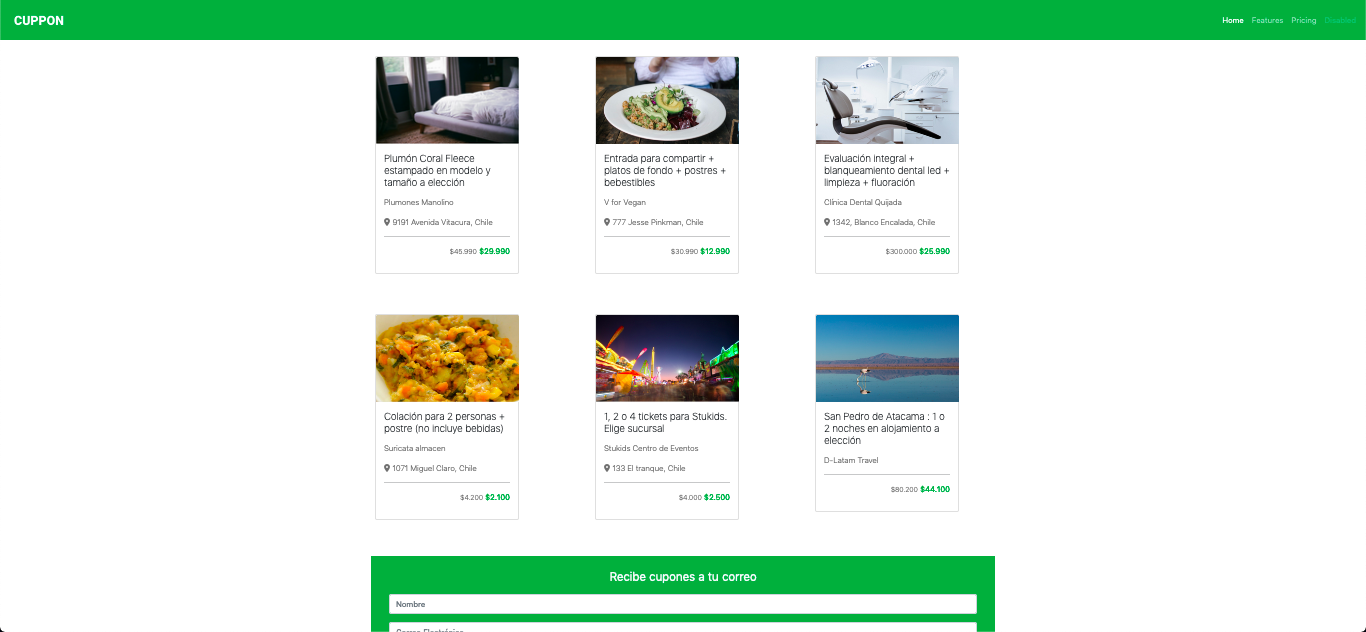 CUPPON
Home Features Pricing Disabled
Plumón Coral Fleece
estampado en modelo y
tamaño a elección
Plumones Manolino
9191 Avenida Vitacura, Chile
$45.990 $29.990
Entrada para compartir +
platos de fondo + postres +
bebestibles
V for Vegan
777 Jesse Pinkman, Chile
$30.990 $12.990
Evaluación integral +
blanqueamiento dental led +
limpieza + fluoración
Clínica Dental Quijada
1342, Blanco Encalada, Chile
$300.000 $25.990
Colación para 2 personas +
postre (no incluye bebidas)
Suricata almacen
1071 Miguel Claro, Chile
$4.200 $2.100
1, 2 o 4 tickets para Stukids.
Elige sucursal
Stukids Centro de Eventos
133 El tranque, Chile
$4.000 $2.500
San Pedro de Atacama : 1 o
2 noches en alojamiento a
elección
D-Latam Travel
$80.200 $44.100
Recibe cupones a tu correo
Nombre
Correo Electrónico